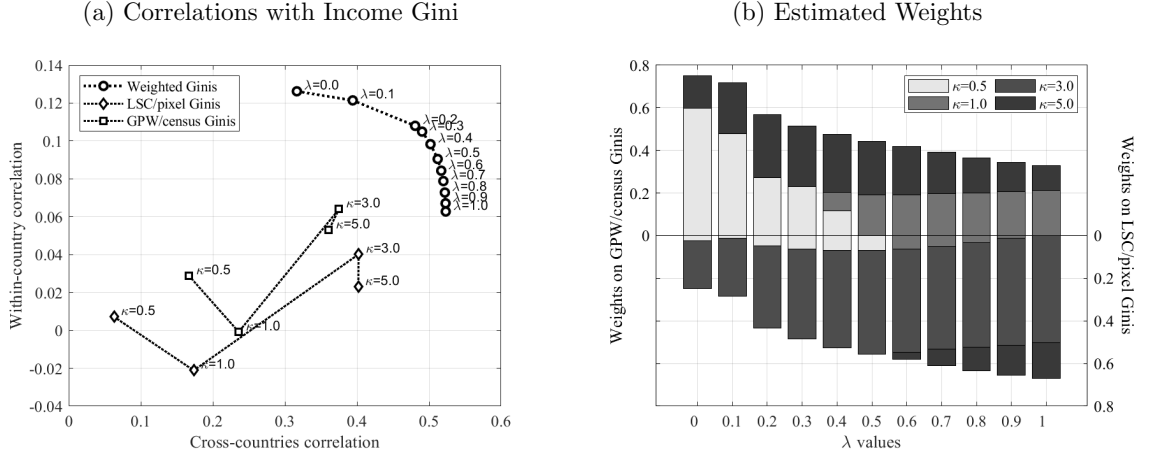 (a) Correlations with Income Gini
0.14
0.12
0.1
0.08
0.06
0.04
0.02
0
-0.02
-0.04
Within-country correlation
Weighted Ginis
LSC/pixel Ginis
GPW/census Ginis
λ=0.0
λ=0.1
λ=0.2
λ=0.3
λ=0.4
λ=0.5
λ=0.6
λ=0.7
λ=0.8
λ=0.9
λ=1.0
κ=3.0
κ=5.0
κ=0.5
κ=1.0
κ=3.0
κ=5.0
κ=0.5
κ=1.0
0 0.1 0.2 0.3 0.4 0.5 0.6
Cross-countries correlation
(b) Estimated Weights
0.8
0.6
0.4
0.2
0
Weights on GPW/census Ginis
κ=0.5 κ=3.0
κ=1.0 κ=5.0
Weights on LSC/pixel Ginis
0
0.2
0.4
0.6
0.8
0 0.1 0.2 0.3 0.4 0.5 0.6 0.7 0.8 0.9 1
λ values